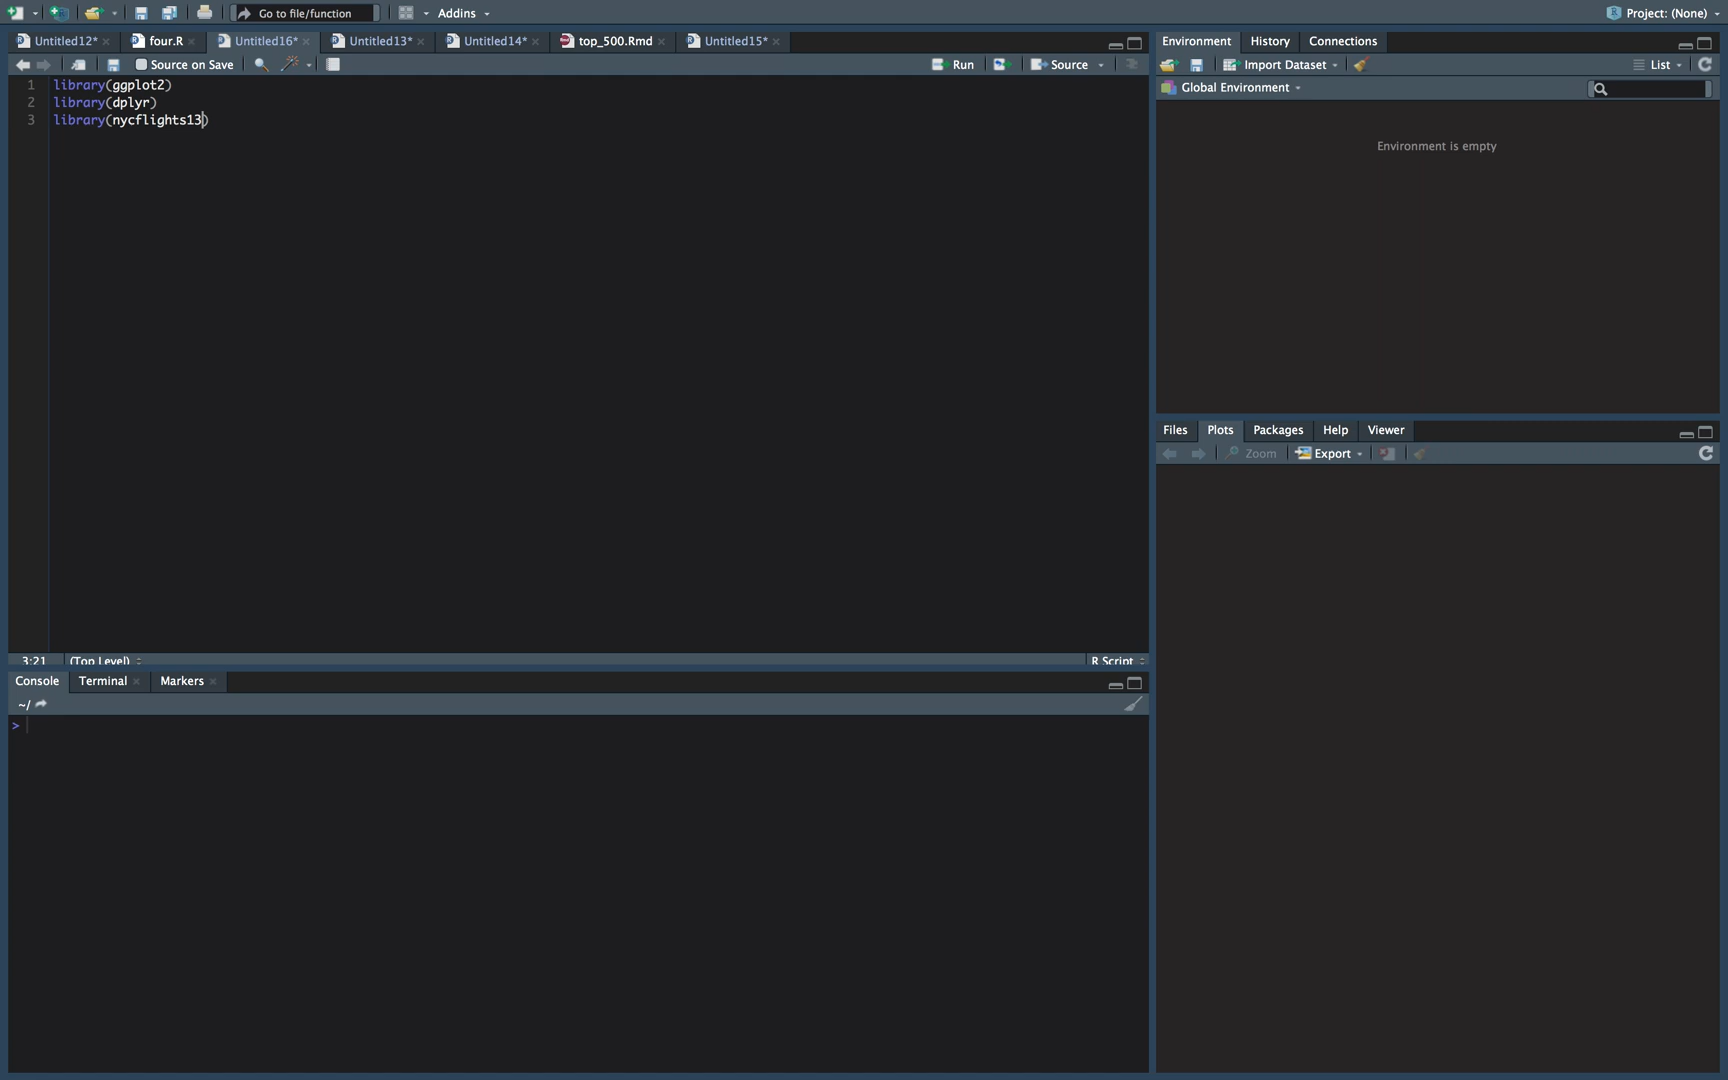 Go to file/function Addins Project: (None)
Untitled12* four.R Untitled16* Untitled13* Untitled14* top_500.Rmd Untitled15*
Source on Save Run Source
1 library(ggplot2)
2 library(dplyr)
3 library(nycflights13)
3:21 (Top Level) R Script
Console Terminal Markers
~/
>
Environment History Connections
Import Dataset List
Global Environment
Environment is empty
Files Plots Packages Help Viewer
Zoom Export